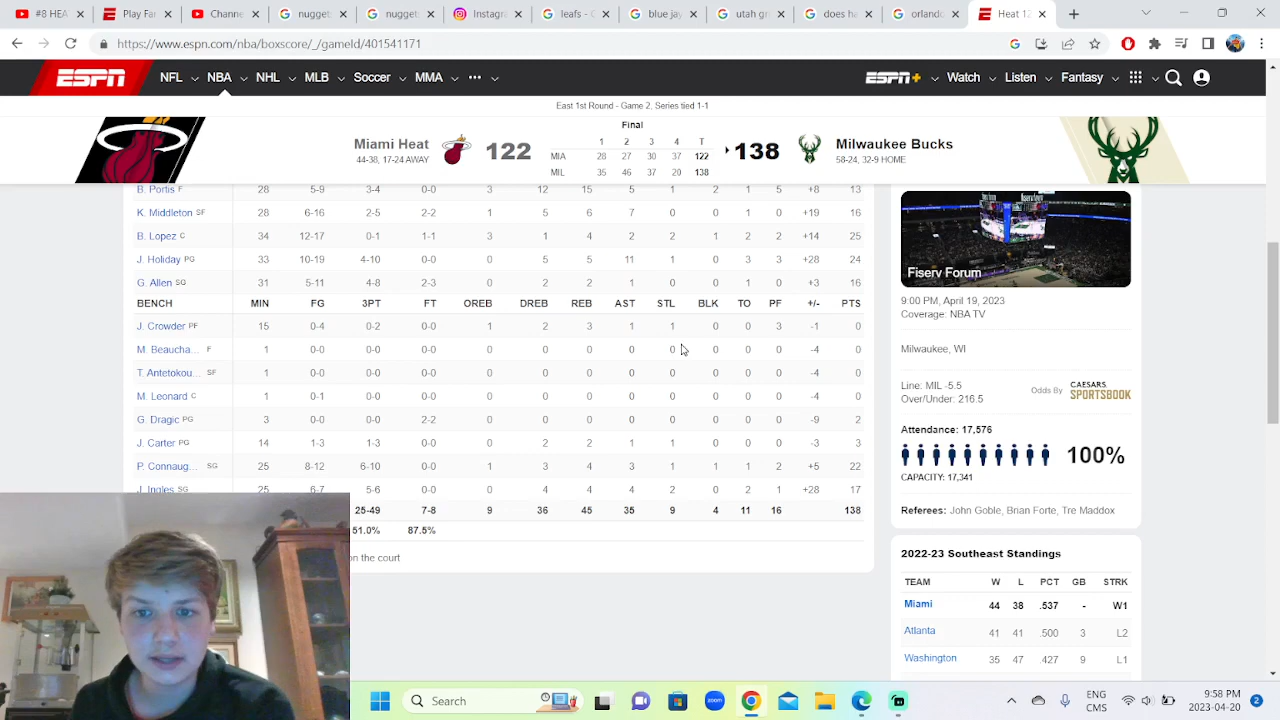 #8 HEA
nugget
nuggets
Instagra
leafs - G
blue jay
utah gri
does ha
andado
Heat 12
https://www.espn.com/nba/boxscore//gameId/401541171
ESPN NFL NBA NHL MLB Soccer MMA ••• ESPN+ Watch Listen Fantasy
East 1st Round - Game 2, Series tied 1-1
Final
Miami Heat 122 1 2 3 4 T 138 Milwaukee Bucks
44-38, 17-24 AWAY MIA 28 27 30 37 122 58-24, 32-9 HOME
MIL 35 46 37 20 138
B. Portis F 28 5-9 3-4 0-0 3 12 15 5 1 2 1 5 +8 13
K. Middleton SF 28 6-16 2-5 2-2 1 5 6 7 0 0 1 0 +19 16
B. Lopez C 34 12-17 3 1 4 2 2 1 2 2 +14 25
J. Holiday PG 33 10-19 4-10 0-0 0 5 5 11 1 0 3 3 +28 24
G. Allen SG 31 5-11 4-8 2-3 1 0 0 1 0 +3 16
BENCH MIN FG 3PT FT OREB DREB REB AST STL BLK TO PF +/- PTS
J. Crowder PF 15 0-4 0-2 0-0 1 2 3 1 1 0 0 3 -1 0
M. Beaucha... F 1 0-0 0-0 0-0 0 0 0 0 0 0 0 0 -4 0
T. Antetokou... SF 1 0-0 0-0 0-0 0 0 0 0 0 0 0 0 -4 0
M. Leonard C 1 0-1 0-0 0-0 0 0 0 0 0 0 0 0 -4 0
G. Dragic PG 3 0-0 0-0 2-2 0 0 0 0 0 0 0 0 -9 0
J. Carter PG 14 1-3 1-3 0-0 0 2 2 1 1 0 0 0 -3 3
P. Connaug... SG 25 8-12 6-10 0-0 1 3 4 1 1 1 1 2 +5 22
J. Ingles SG 25 6-7 5-6 0-0 0 4 4 4 2 0 2 1 +28 17
25-49 7-8 9 36 45 35 9 4 11 16 138
51.0% 87.5%
on the court
Fiserv Forum
9:00 PM, April 19, 2023
Coverage: NBA TV
Milwaukee, WI
Line: MIL -5.5
Over/Under: 216.5
Odds By CAESARS SPORTSBOOK
Attendance: 17,576
100%
CAPACITY: 17,341
Referees: John Goble, Brian Forte, Tre Maddox
2022-23 Southeast Standings
TEAM W L PCT GB STRK
Miami 44 38 .537 - W1
Atlanta 41 41 .500 3 L2
Washington 35 47 .427 9 L1
Search
zoom
ENG 9:58 PM
CMS 2023-04-20 2